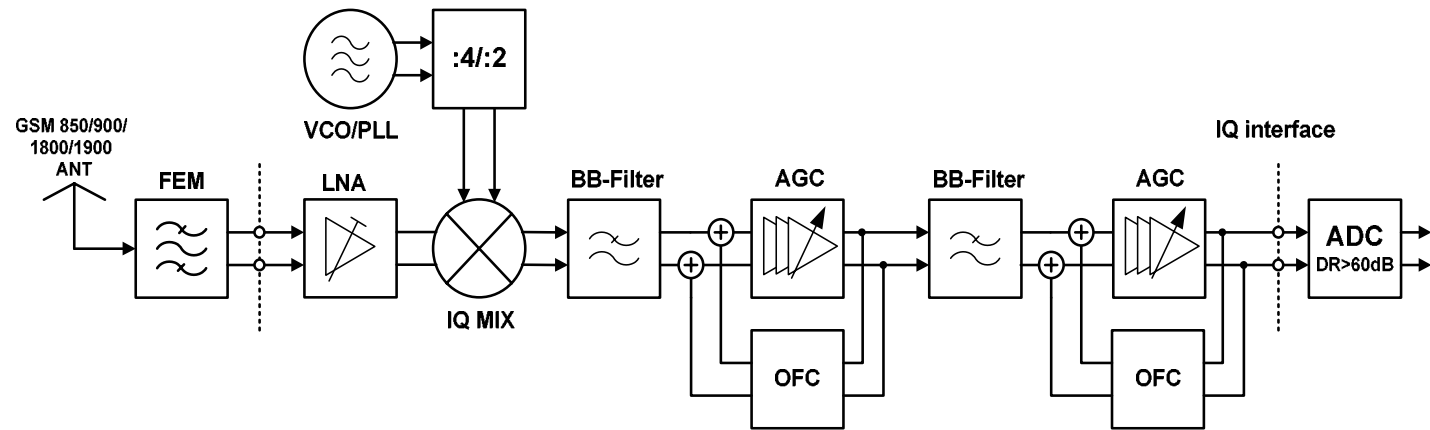 :4/:2
VCO/PLL
GSM 850/900/
1800/1900
ANT
FEM
LNA
IQ MIX
BB-Filter
AGC
OFC
BB-Filter
AGC
OFC
IQ interface
ADC
DR>60dB